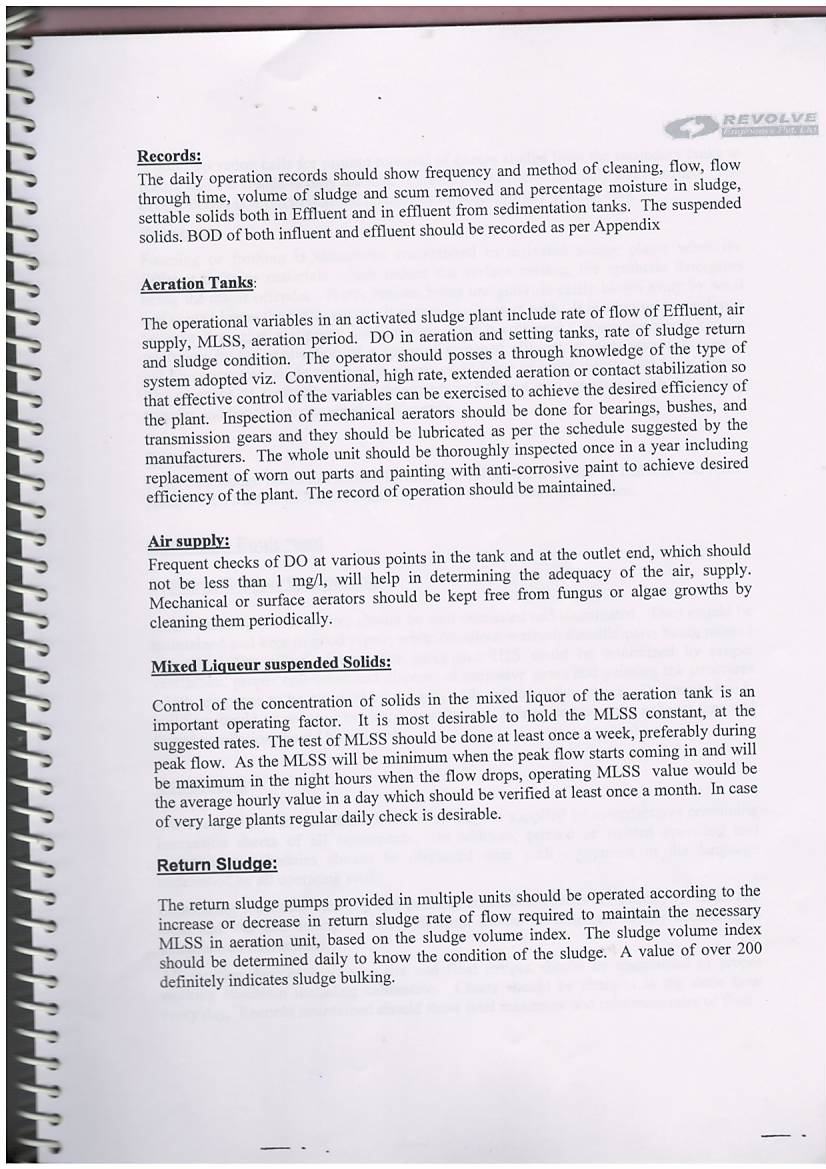 REVOLVE
Engineers Pvt. Ltd
Records:
The daily operation records should show frequency and method of cleaning, flow, flow
through time, volume of sludge and scum removed and percentage moisture in sludge,
settable solids both in Effluent and in effluent from sedimentation tanks. The suspended
solids. BOD of both influent and effluent should be recorded as per Appendix
Aeration Tanks:
The operational variables in an activated sludge plant include rate of flow of Effluent, air
supply, MLSS, aeration period. DO in aeration and setting tanks, rate of sludge return
and sludge condition. The operator should posses a through knowledge of the type of
system adopted viz. Conventional, high rate, extended aeration or contact stabilization so
that effective control of the variables can be exercised to achieve the desired efficiency of
the plant. Inspection of mechanical aerators should be done for bearings, bushes, and
transmission gears and they should be lubricated as per the schedule suggested by the
manufacturers. The whole unit should be thoroughly inspected once in a year including
replacement of worn out parts and painting with anti-corrosive paint to achieve desired
efficiency of the plant. The record of operation should be maintained.
Air supply:
Frequent checks of DO at various points in the tank and at the outlet end, which should
not be less than 1 mg/l, will help in determining the adequacy of the air, supply.
Mechanical or surface aerators should be kept free from fungus or algae growths by
cleaning them periodically.
Mixed Liqueur suspended Solids:
Control of the concentration of solids in the mixed liquor of the aeration tank is an
important operating factor. It is most desirable to hold the MLSS constant, at the
suggested rates. The test of MLSS should be done at least once a week, preferably during
peak flow. As the MLSS will be minimum when the peak flow starts coming in and will
be maximum in the night hours when the flow drops, operating MLSS value would be
the average hourly value in a day which should be verified at least once a month. In case
of very large plants regular daily check is desirable.
Return Sludge:
The return sludge pumps provided in multiple units should be operated according to the
increase or decrease in return sludge rate of flow required to maintain the necessary
MLSS in aeration unit, based on the sludge volume index. The sludge volume index
should be determined daily to know the condition of the sludge. A value of over 200
definitely indicates sludge bulking.